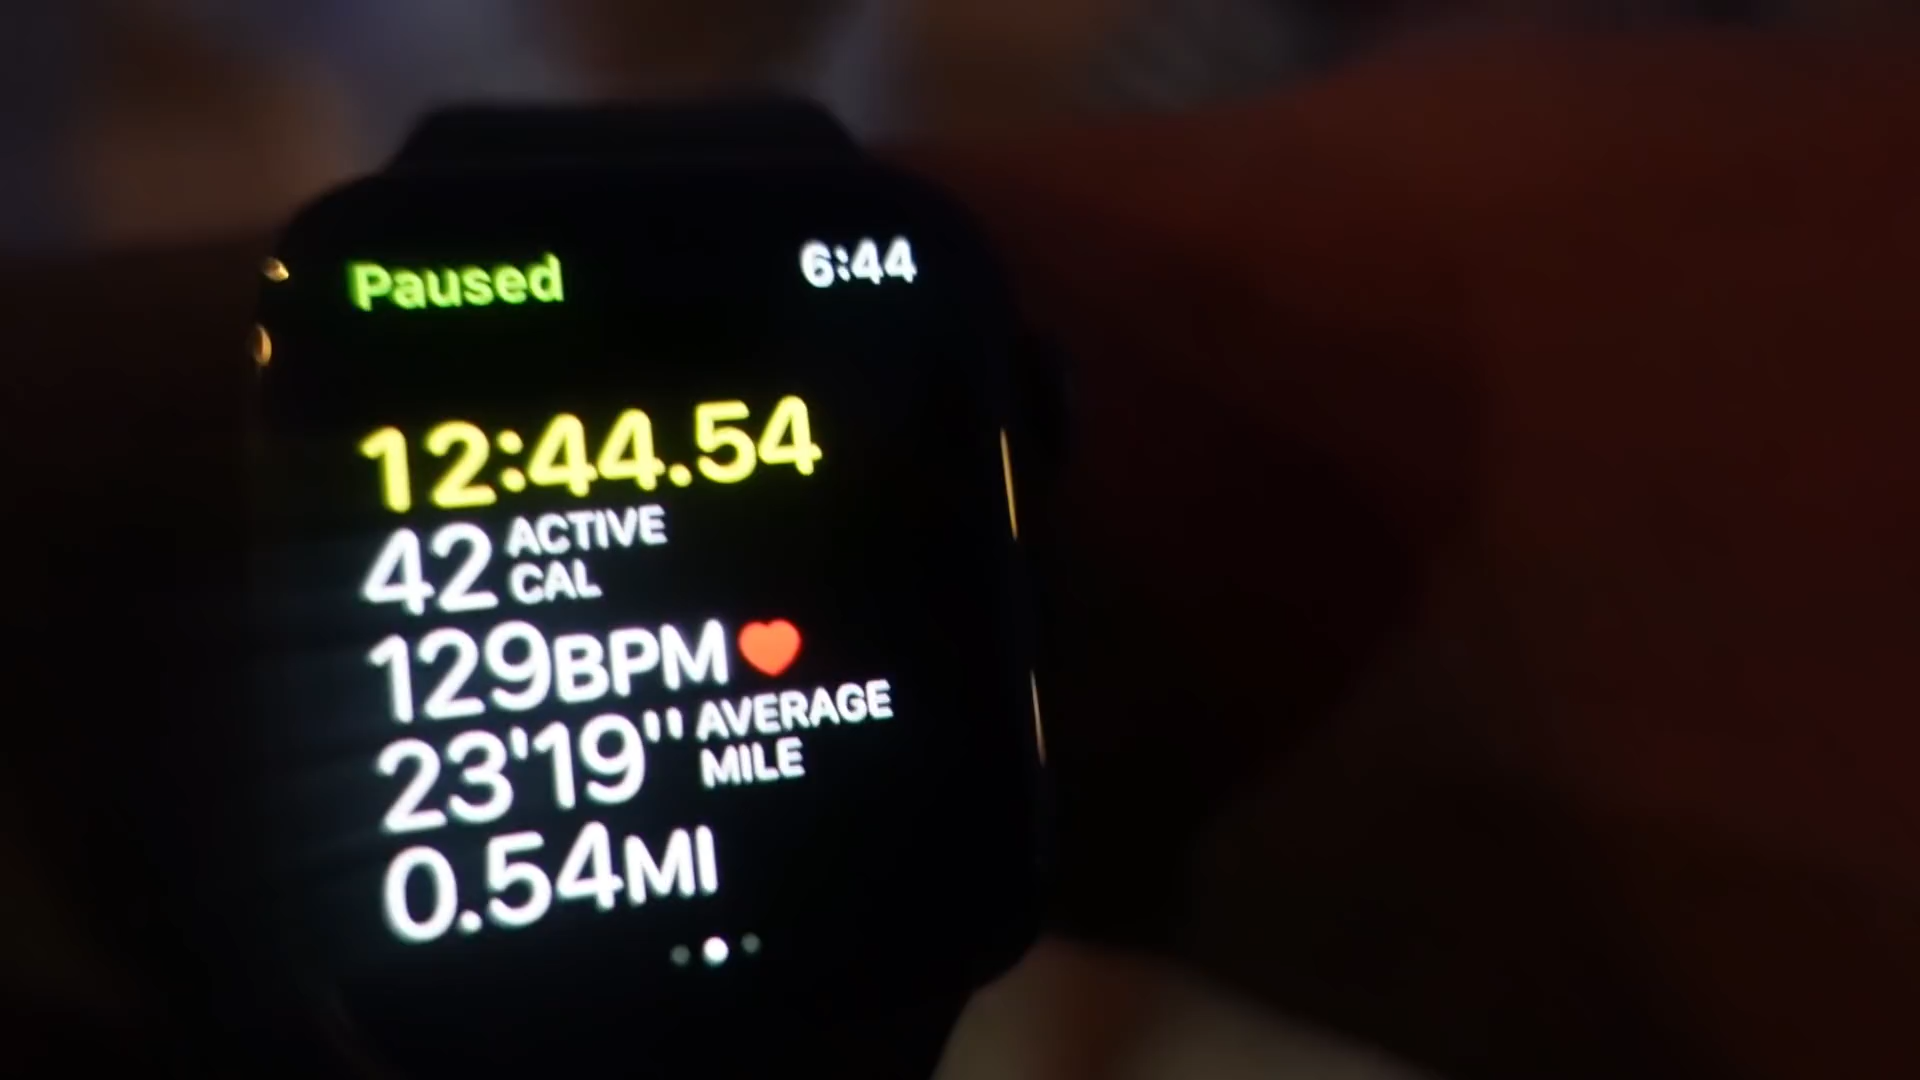 Paused 6:44
12:44.54
42 ACTIVE CAL
129BPM
23'19" AVERAGE MILE
0.54MI